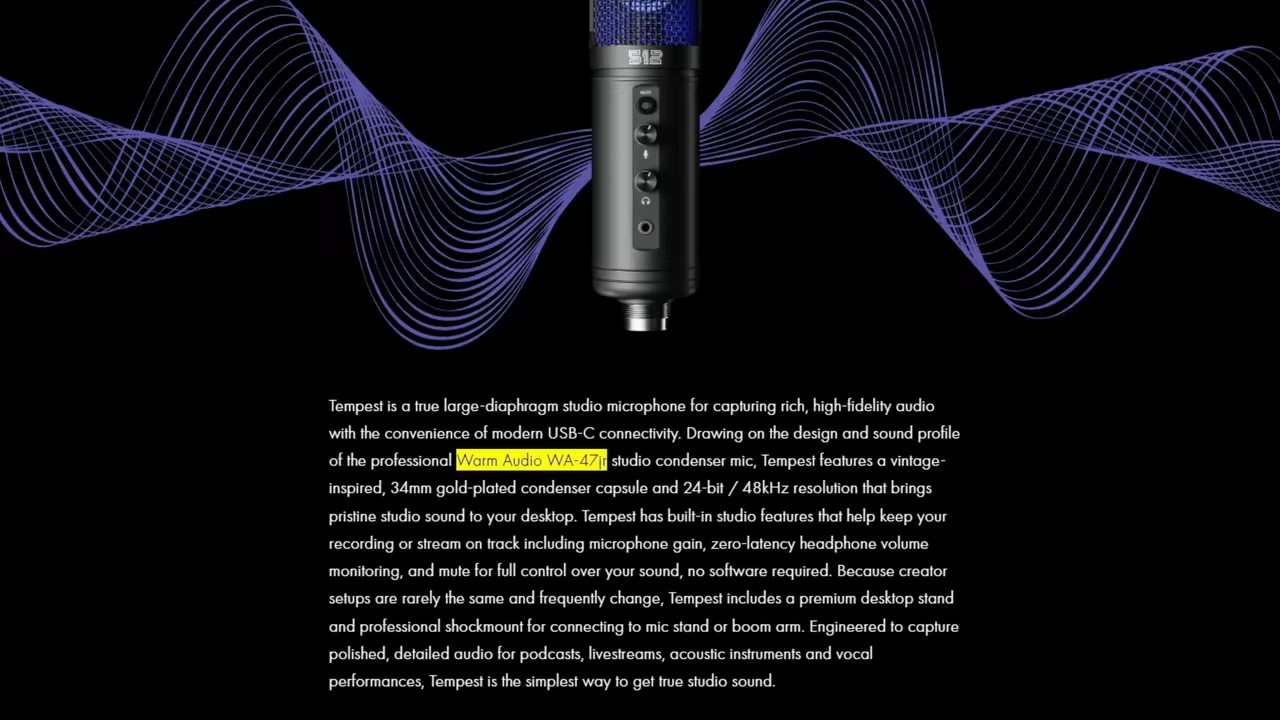 512
MUTE
Tempest is a true large-diaphragm studio microphone for capturing rich, high-fidelity audio
with the convenience of modern USB-C connectivity. Drawing on the design and sound profile
of the professional Warm Audio WA-47jr studio condenser mic, Tempest features a vintage-
inspired, 34mm gold-plated condenser capsule and 24-bit / 48kHz resolution that brings
pristine studio sound to your desktop. Tempest has built-in studio features that help keep your
recording or stream on track including microphone gain, zero-latency headphone volume
monitoring, and mute for full control over your sound, no software required. Because creator
setups are rarely the same and frequently change, Tempest includes a premium desktop stand
and professional shockmount for connecting to mic stand or boom arm. Engineered to capture
polished, detailed audio for podcasts, livestreams, acoustic instruments and vocal
performances, Tempest is the simplest way to get true studio sound.